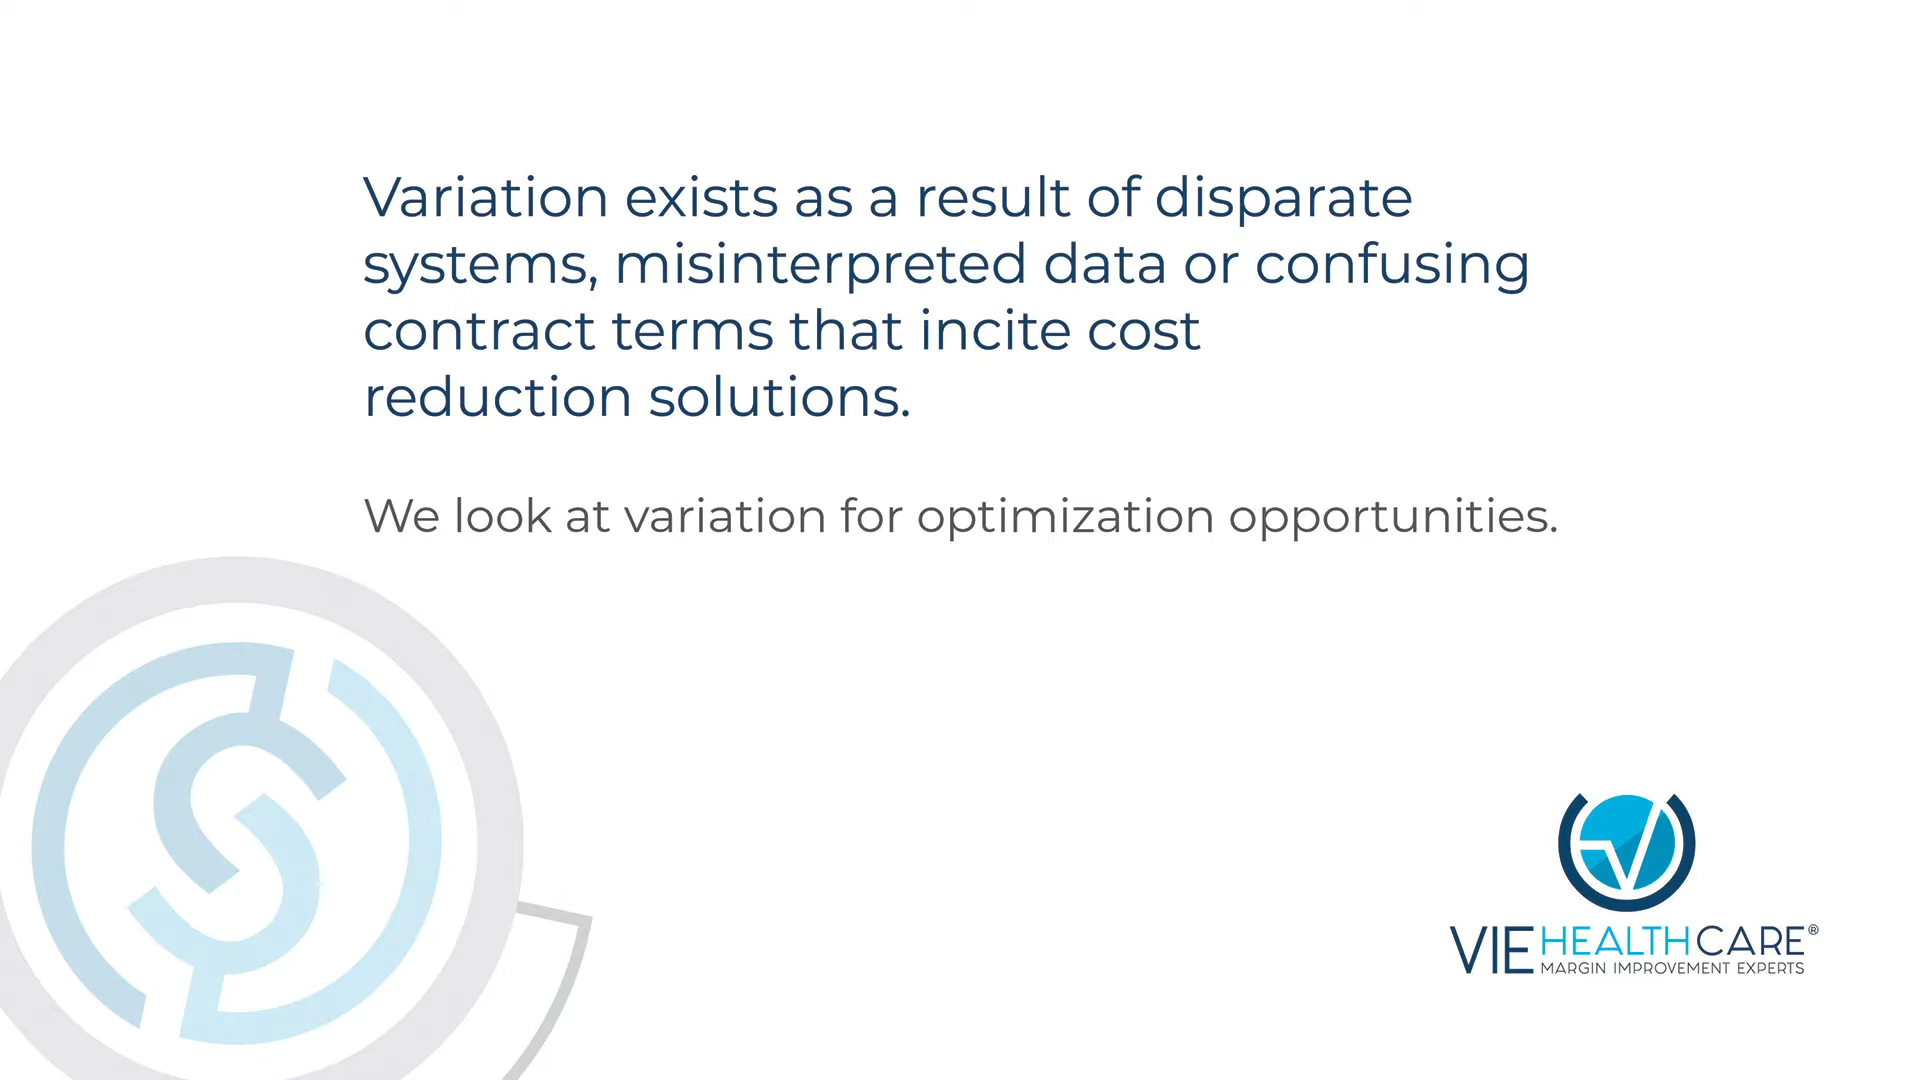 Variation exists as a result of disparate
systems, misinterpreted data or confusing
contract terms that incite cost
reduction solutions.
We look at variation for optimization opportunities.
VIE HEALTHCARE®
MARGIN IMPROVEMENT EXPERTS